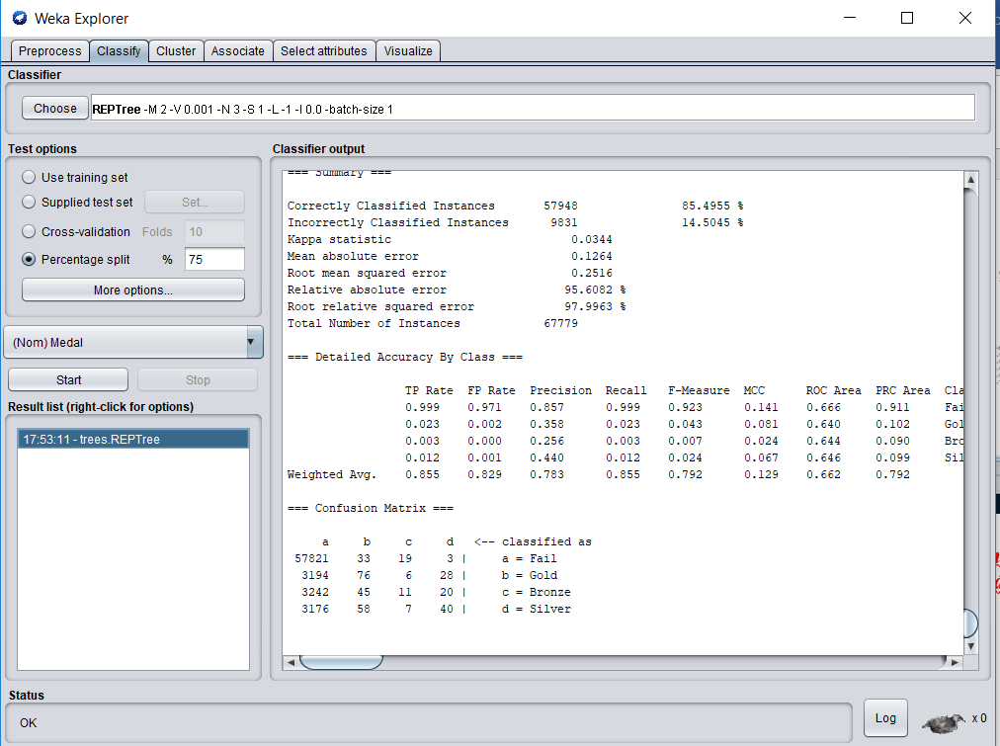 Weka Explorer
Preprocess Classify Cluster Associate Select attributes Visualize
Classifier
Choose REPTree -M 2 -V 0.001 -N 3 -S 1 -L -1 -I 0.0 -batch-size 1
Test options
Use training set
Supplied test set Set...
Cross-validation Folds 10
Percentage split % 75
More options...
(Nom) Medal
Start Stop
Result list (right-click for options)
17:53:11 - trees.REPTree
Classifier output
=== Summary ===
Correctly Classified Instances 57948 85.4955 %
Incorrectly Classified Instances 9831 14.5045 %
Kappa statistic 0.0344
Mean absolute error 0.1264
Root mean squared error 0.2516
Relative absolute error 95.6082 %
Root relative squared error 97.9963 %
Total Number of Instances 67779
=== Detailed Accuracy By Class ===
TP Rate FP Rate Precision Recall F-Measure MCC ROC Area PRC Area Cla
0.999 0.971 0.857 0.999 0.923 0.141 0.666 0.911 Fai
0.023 0.002 0.358 0.023 0.043 0.081 0.640 0.102 Gol
0.003 0.000 0.256 0.003 0.007 0.024 0.644 0.090 Bro
0.012 0.001 0.440 0.012 0.024 0.067 0.646 0.099 Sil
Weighted Avg. 0.855 0.829 0.783 0.855 0.792 0.129 0.662 0.792
=== Confusion Matrix ===
a b c d <-- classified as
57821 33 19 3 | a = Fail
3194 76 6 28 | b = Gold
3242 45 11 20 | c = Bronze
3176 58 7 40 | d = Silver
Status
OK
Log
x 0